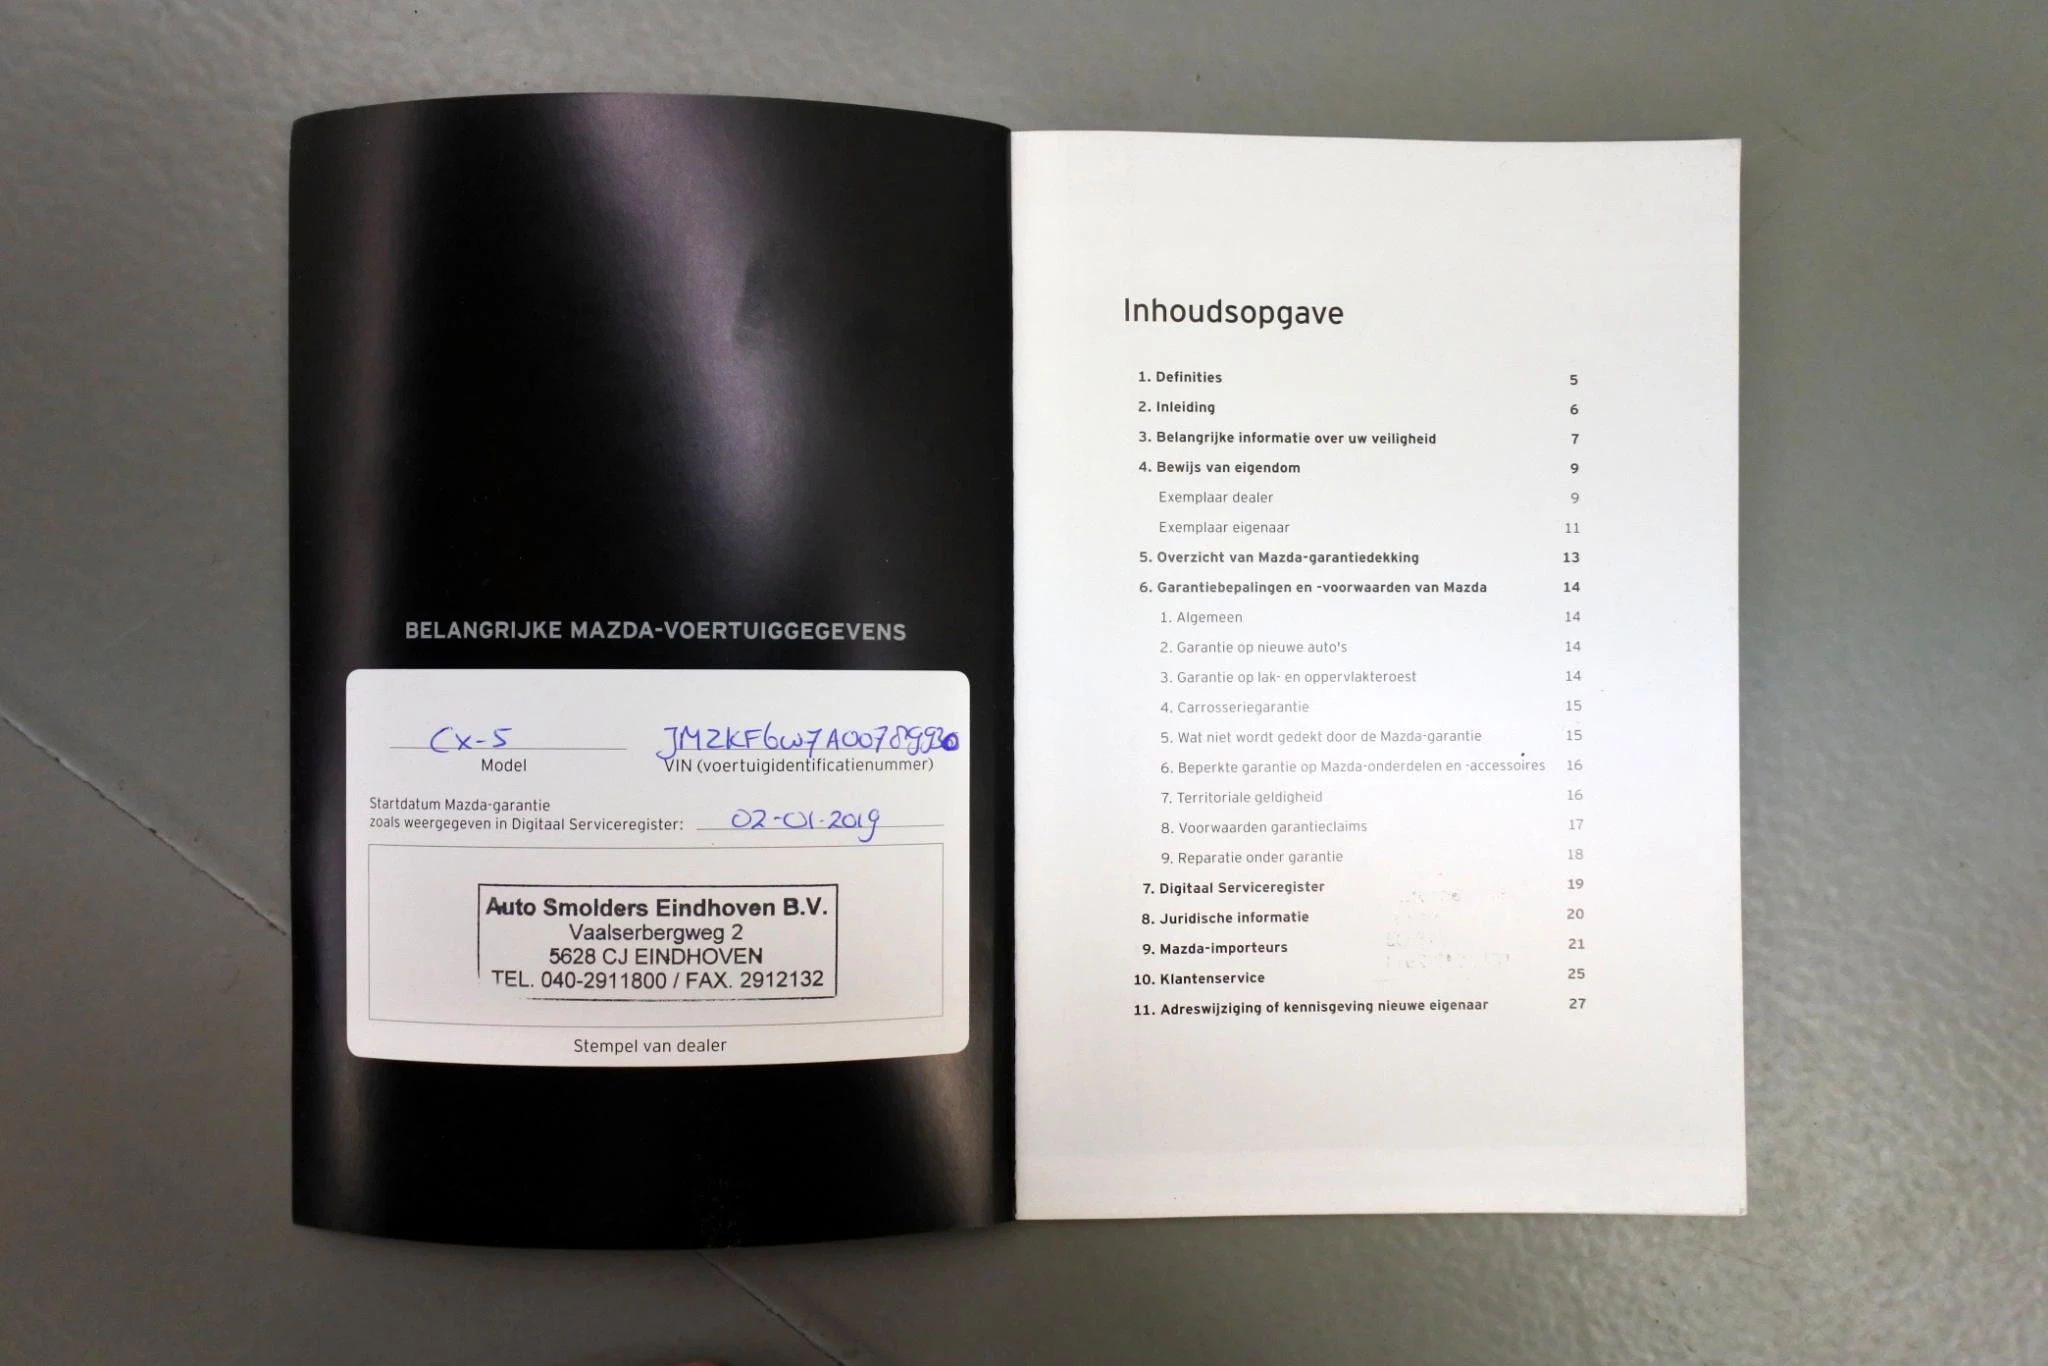 BELANGRIJKE MAZDA-VOERTUIGGEGEVENS
CX-5 JMZKF6W7A00789930
Model VIN (voertuigidentificatienummer)
Startdatum Mazda-garantie
zoals weergegeven in Digitaal Serviceregister: 02-01-2019
Auto Smolders Eindhoven B.V.
Vaalserbergweg 2
5628 CJ EINDHOVEN
TEL. 040-2911800 / FAX. 2912132
Stempel van dealer
Inhoudsopgave
1. Definities 5
2. Inleiding 6
3. Belangrijke informatie over uw veiligheid 7
4. Bewijs van eigendom 9
Exemplaar dealer 9
Exemplaar eigenaar 11
5. Overzicht van Mazda-garantiedekking 13
6. Garantiebepalingen en -voorwaarden van Mazda 14
1. Algemeen 14
2. Garantie op nieuwe auto's 14
3. Garantie op lak- en oppervlakteroest 14
4. Carrosseriegarantie 15
5. Wat niet wordt gedekt door de Mazda-garantie 15
6. Beperkte garantie op Mazda-onderdelen en -accessoires 16
7. Territoriale geldigheid 16
8. Voorwaarden garantieclaims 17
9. Reparatie onder garantie 18
7. Digitaal Serviceregister 19
8. Juridische informatie 20
9. Mazda-importeurs 21
10. Klantenservice 25
11. Adreswijziging of kennisgeving nieuwe eigenaar 27